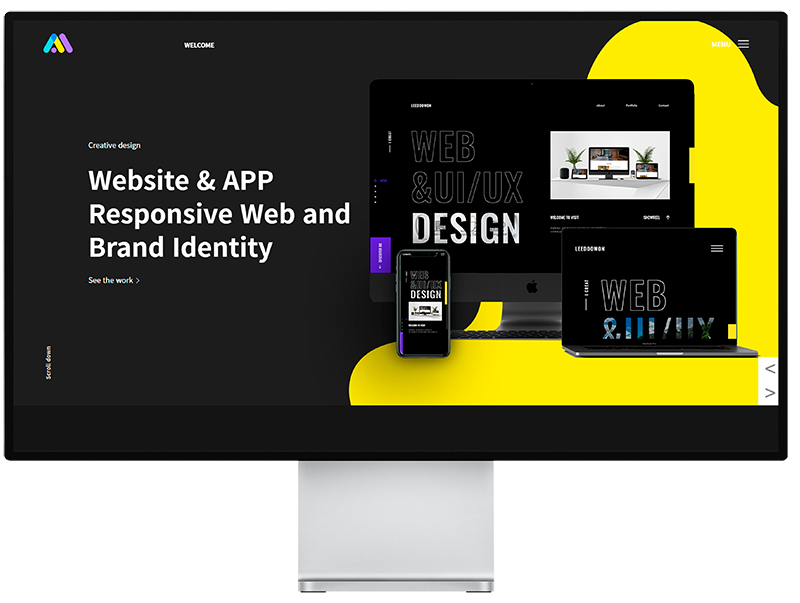 WELCOME
MENU
Creative design
Website & APP
Responsive Web and
Brand Identity
See the work >
Scroll down
LEEDOOWON
About
Portfolio
Contact
WEB
&UI/UX
DESIGN
WELCOME TO VISIT
SHOWREEL
WEB
&UI/UX
DESIGN
LEEDOOWON
WEB
&UI/UX